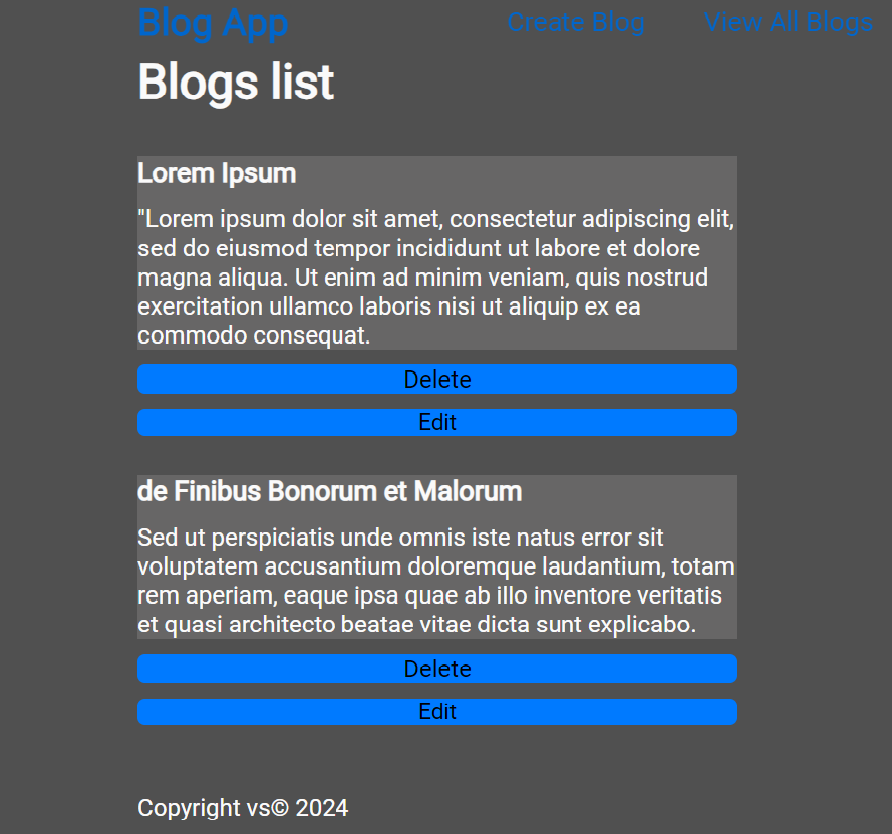 Blog App Create Blog View All Blogs
Blogs list
Lorem Ipsum
"Lorem ipsum dolor sit amet, consectetur adipiscing elit,
sed do eiusmod tempor incididunt ut labore et dolore
magna aliqua. Ut enim ad minim veniam, quis nostrud
exercitation ullamco laboris nisi ut aliquip ex ea
commodo consequat.
Delete
Edit
de Finibus Bonorum et Malorum
Sed ut perspiciatis unde omnis iste natus error sit
voluptatem accusantium doloremque laudantium, totam
rem aperiam, eaque ipsa quae ab illo inventore veritatis
et quasi architecto beatae vitae dicta sunt explicabo.
Delete
Edit
Copyright vs© 2024